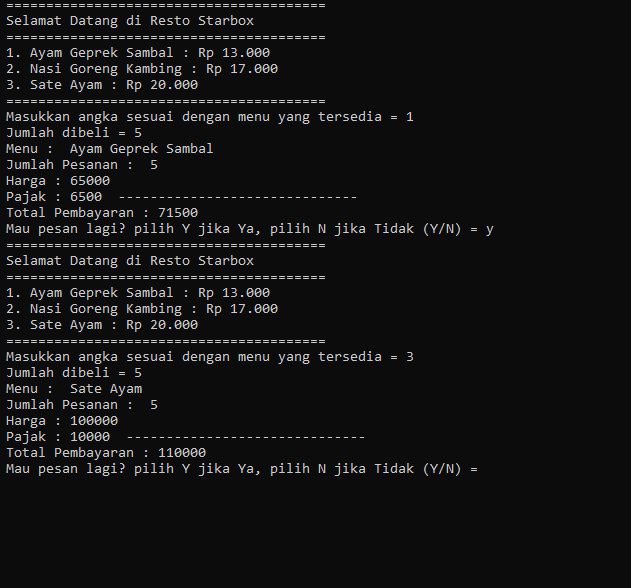 ========================================
Selamat Datang di Resto Starbox
========================================
1. Ayam Geprek Sambal : Rp 13.000
2. Nasi Goreng Kambing : Rp 17.000
3. Sate Ayam : Rp 20.000
========================================
Masukkan angka sesuai dengan menu yang tersedia = 1
Jumlah dibeli = 5
Menu :  Ayam Geprek Sambal
Jumlah Pesanan :  5
Harga : 65000
Pajak : 6500  ------------------------------
Total Pembayaran : 71500
Mau pesan lagi? pilih Y jika Ya, pilih N jika Tidak (Y/N) = y
========================================
Selamat Datang di Resto Starbox
========================================
1. Ayam Geprek Sambal : Rp 13.000
2. Nasi Goreng Kambing : Rp 17.000
3. Sate Ayam : Rp 20.000
========================================
Masukkan angka sesuai dengan menu yang tersedia = 3
Jumlah dibeli = 5
Menu :  Sate Ayam
Jumlah Pesanan :  5
Harga : 100000
Pajak : 10000  ------------------------------
Total Pembayaran : 110000
Mau pesan lagi? pilih Y jika Ya, pilih N jika Tidak (Y/N) =